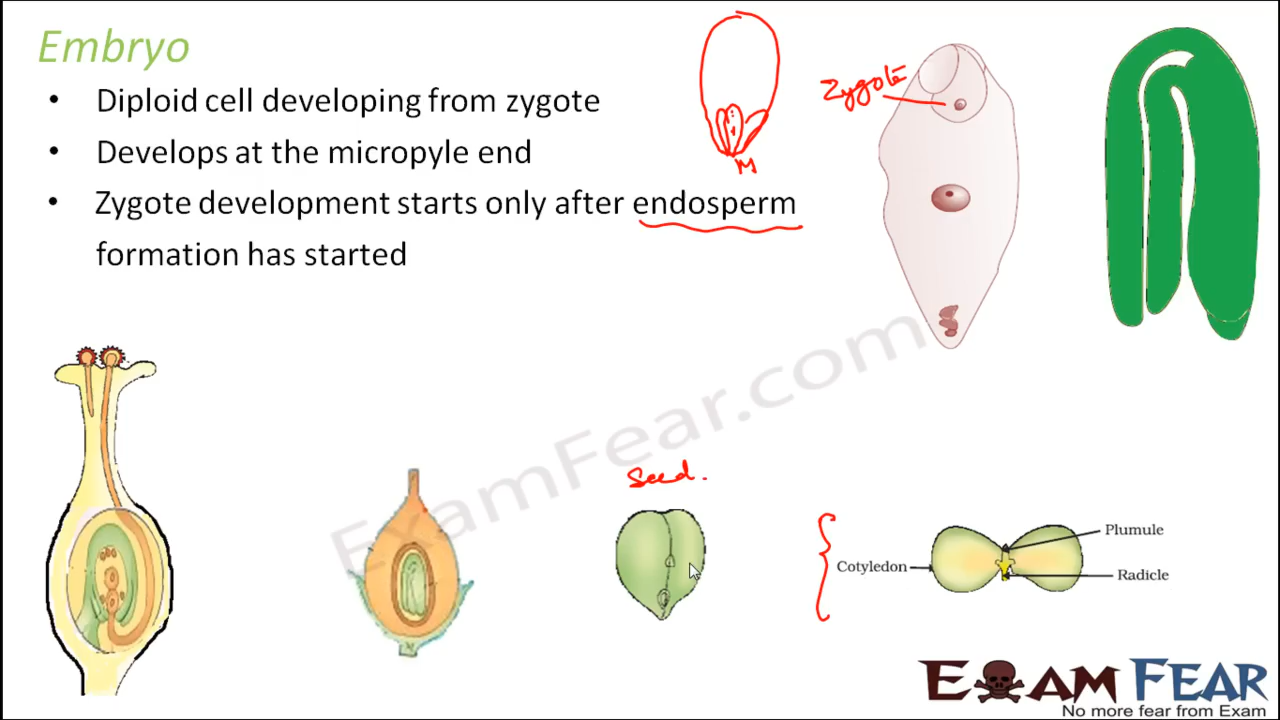 Embryo
• Diploid cell developing from zygote
• Develops at the micropyle end
• Zygote development starts only after endosperm
formation has started
M
Zygote
ExamFear.com
Seed.
Plumule
Cotyledon
Radicle
EXAM FEAR
No more fear from Exam